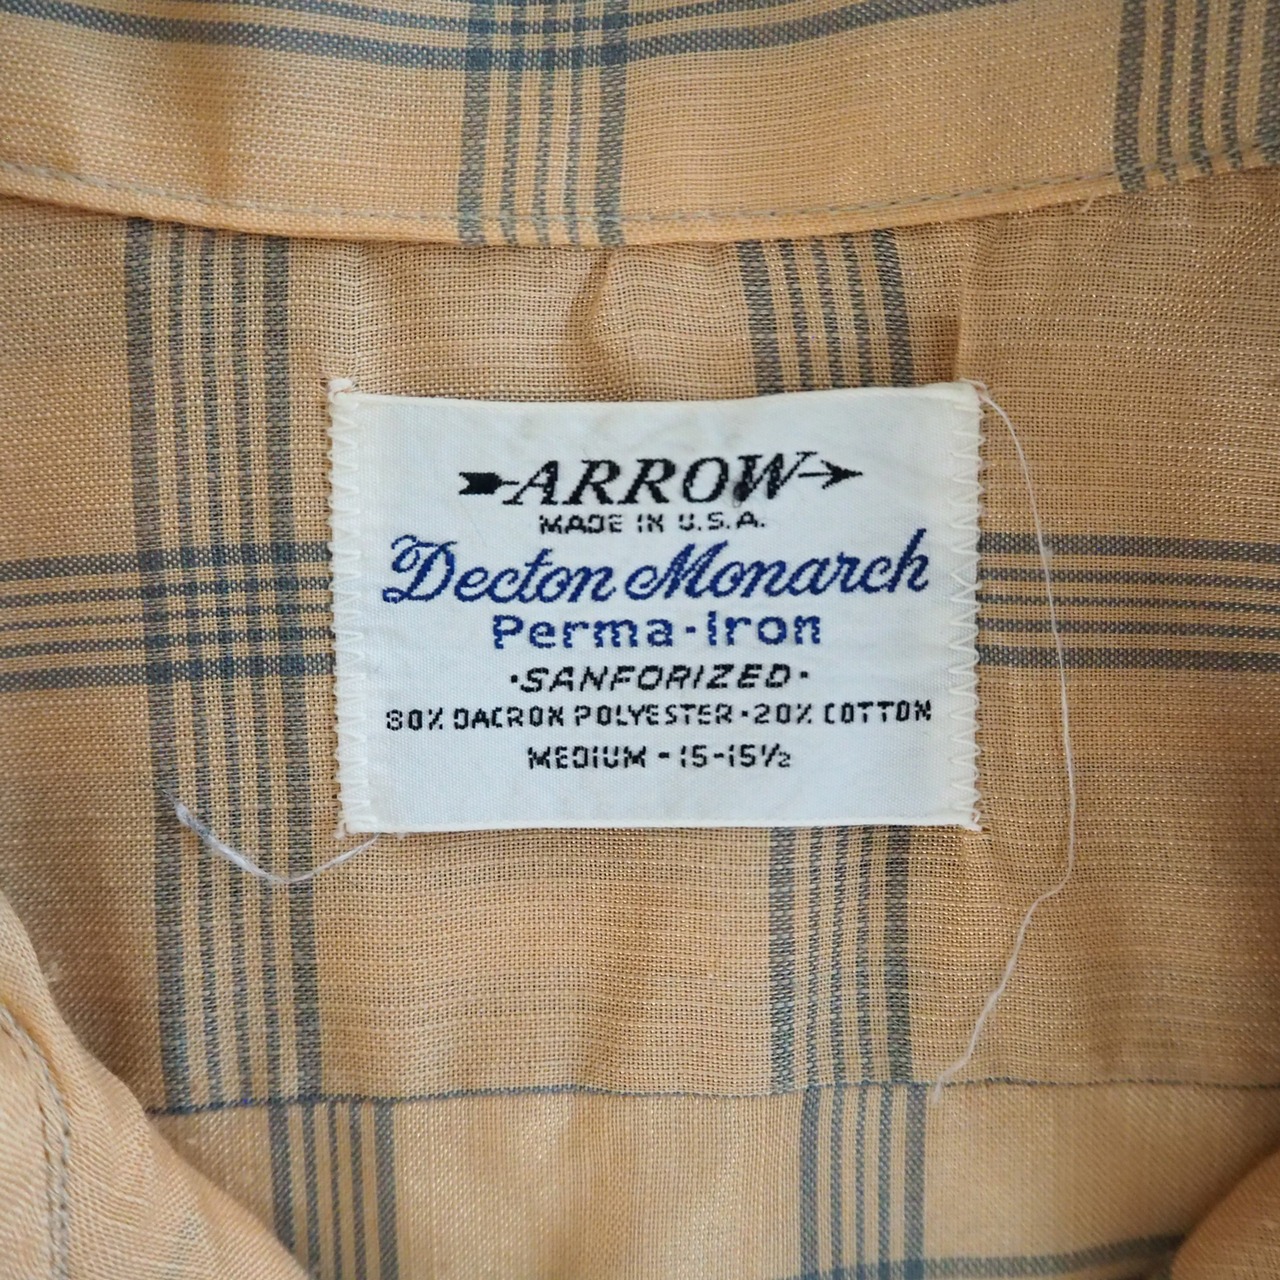 ARROW
MADE IN U.S.A.
Decton Monarch
Perma-Iron
·SANFORIZED·
80% DACRON POLYESTER·20% COTTON
MEDIUM - 15-15½